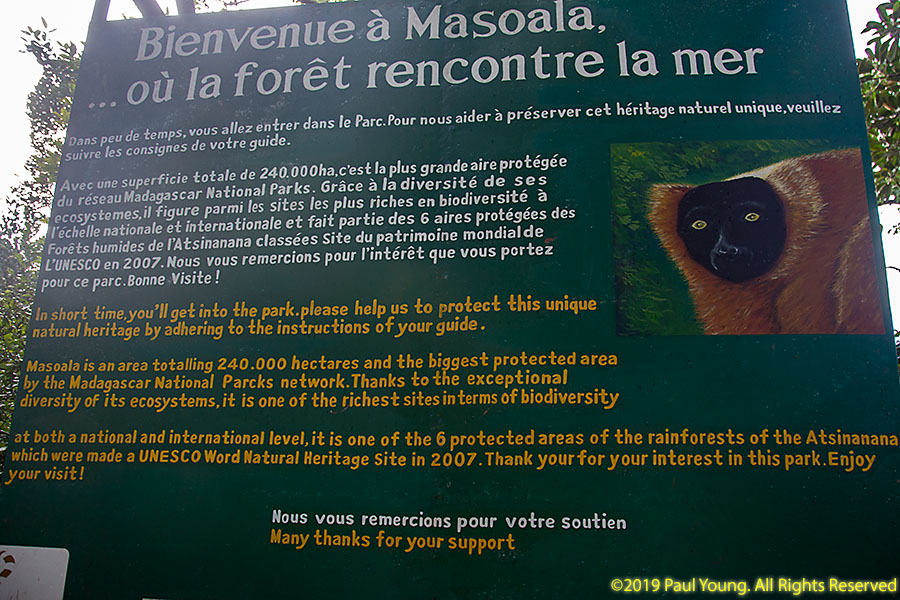 Bienvenue à Masoala,
... où la forêt rencontre la mer
Dans peu de temps, vous allez entrer dans le Parc. Pour nous aider à préserver cet héritage naturel unique, veuillez
suivre les consignes de votre guide.
Avec une superficie totale de 240.000ha, c'est la plus grande aire protégée
du réseau Madagascar National Parks. Grâce à la diversité de ses
ecosystemes, il figure parmi les sites les plus riches en biodiversité à
l'échelle nationale et internationale et fait partie des 6 aires protégées des
Forêts humides de l'Atsinanana classées Site du patrimoine mondial de
L'UNESCO en 2007. Nous vous remercions pour l'intérêt que vous portez
pour ce parc. Bonne Visite !
In short time, you'll get into the park. please help us to protect this unique
natural heritage by adhering to the instructions of your guide.
Masoala is an area totalling 240.000 hectares and the biggest protected area
by the Madagascar National Parcks network. Thanks to the exceptional
diversity of its ecosystems, it is one of the richest sites in terms of biodiversity
at both a national and international level, it is one of the 6 protected areas of the rainforests of the Atsinanana
which were made a UNESCO Word Natural Heritage Site in 2007. Thank your for your interest in this park. Enjoy
your visit!
Nous vous remercions pour votre soutien
Many thanks for your support
©2019 Paul Young. All Rights Reserved